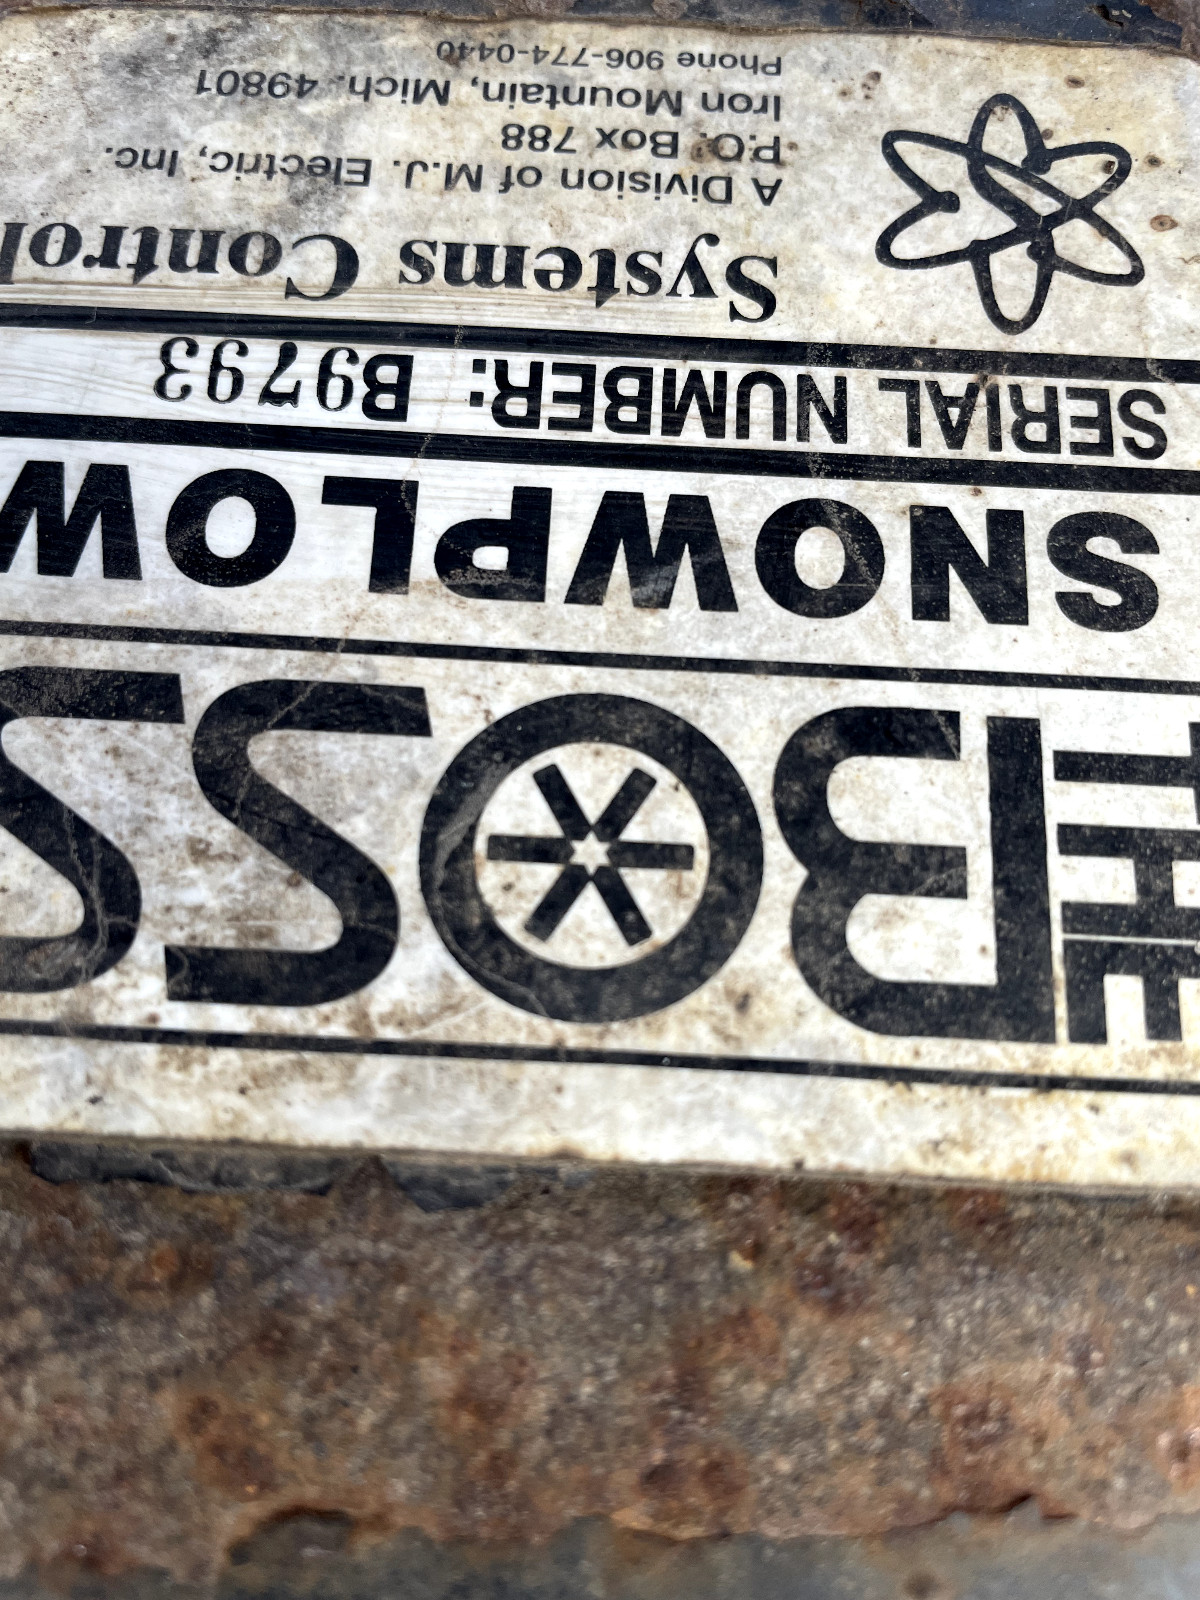 THE BOSS
SNOWPLOW
SERIAL NUMBER: B9793
Systems Control
A Division of M.J. Electric, Inc.
P.O. Box 788
Iron Mountain, Mich. 49801
Phone 906-774-0440